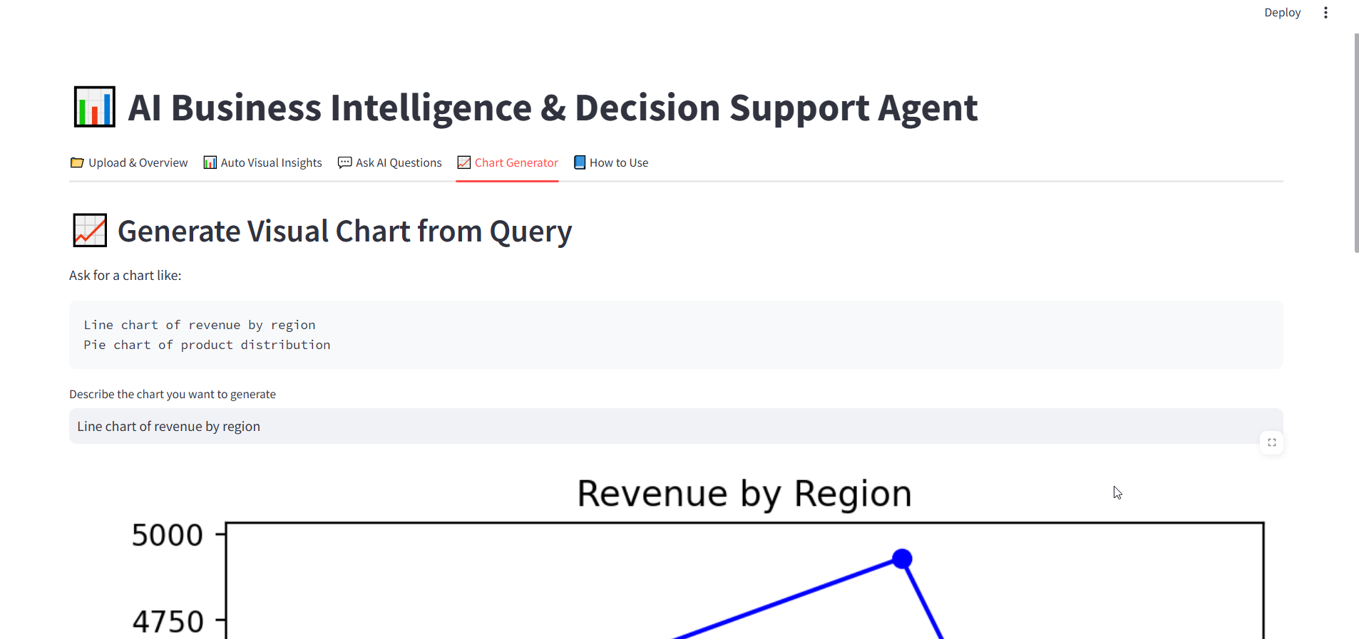 Deploy
AI Business Intelligence & Decision Support Agent
Upload & Overview Auto Visual Insights Ask AI Questions Chart Generator How to Use
Generate Visual Chart from Query
Ask for a chart like:
Line chart of revenue by region
Pie chart of product distribution
Describe the chart you want to generate
Line chart of revenue by region
Revenue by Region
5000
4750